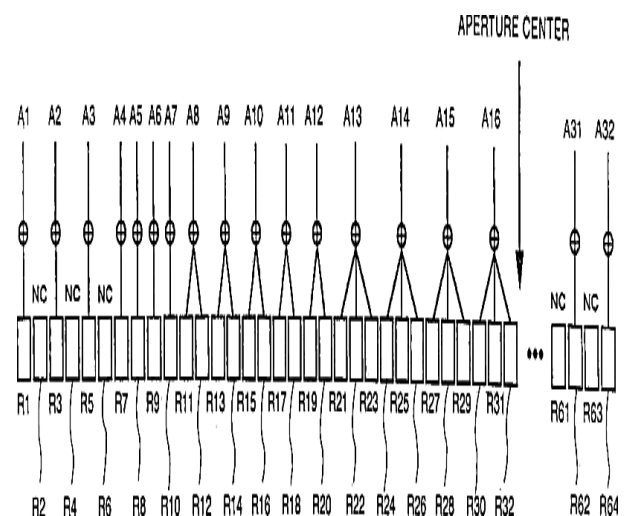 APERTURE CENTER
A1 A2 A3 A4 A5 A6 A7 A8 A9 A10 A11 A12 A13 A14 A15 A16 A31 A32
NC NC NC NC NC
R1 R3 R5 R7 R9 R11 R13 R15 R17 R19 R21 R23 R25 R27 R29 R31 R61 R63
R2 R4 R6 R8 R10 R12 R14 R16 R18 R20 R22 R24 R26 R28 R30 R32 R62 R64